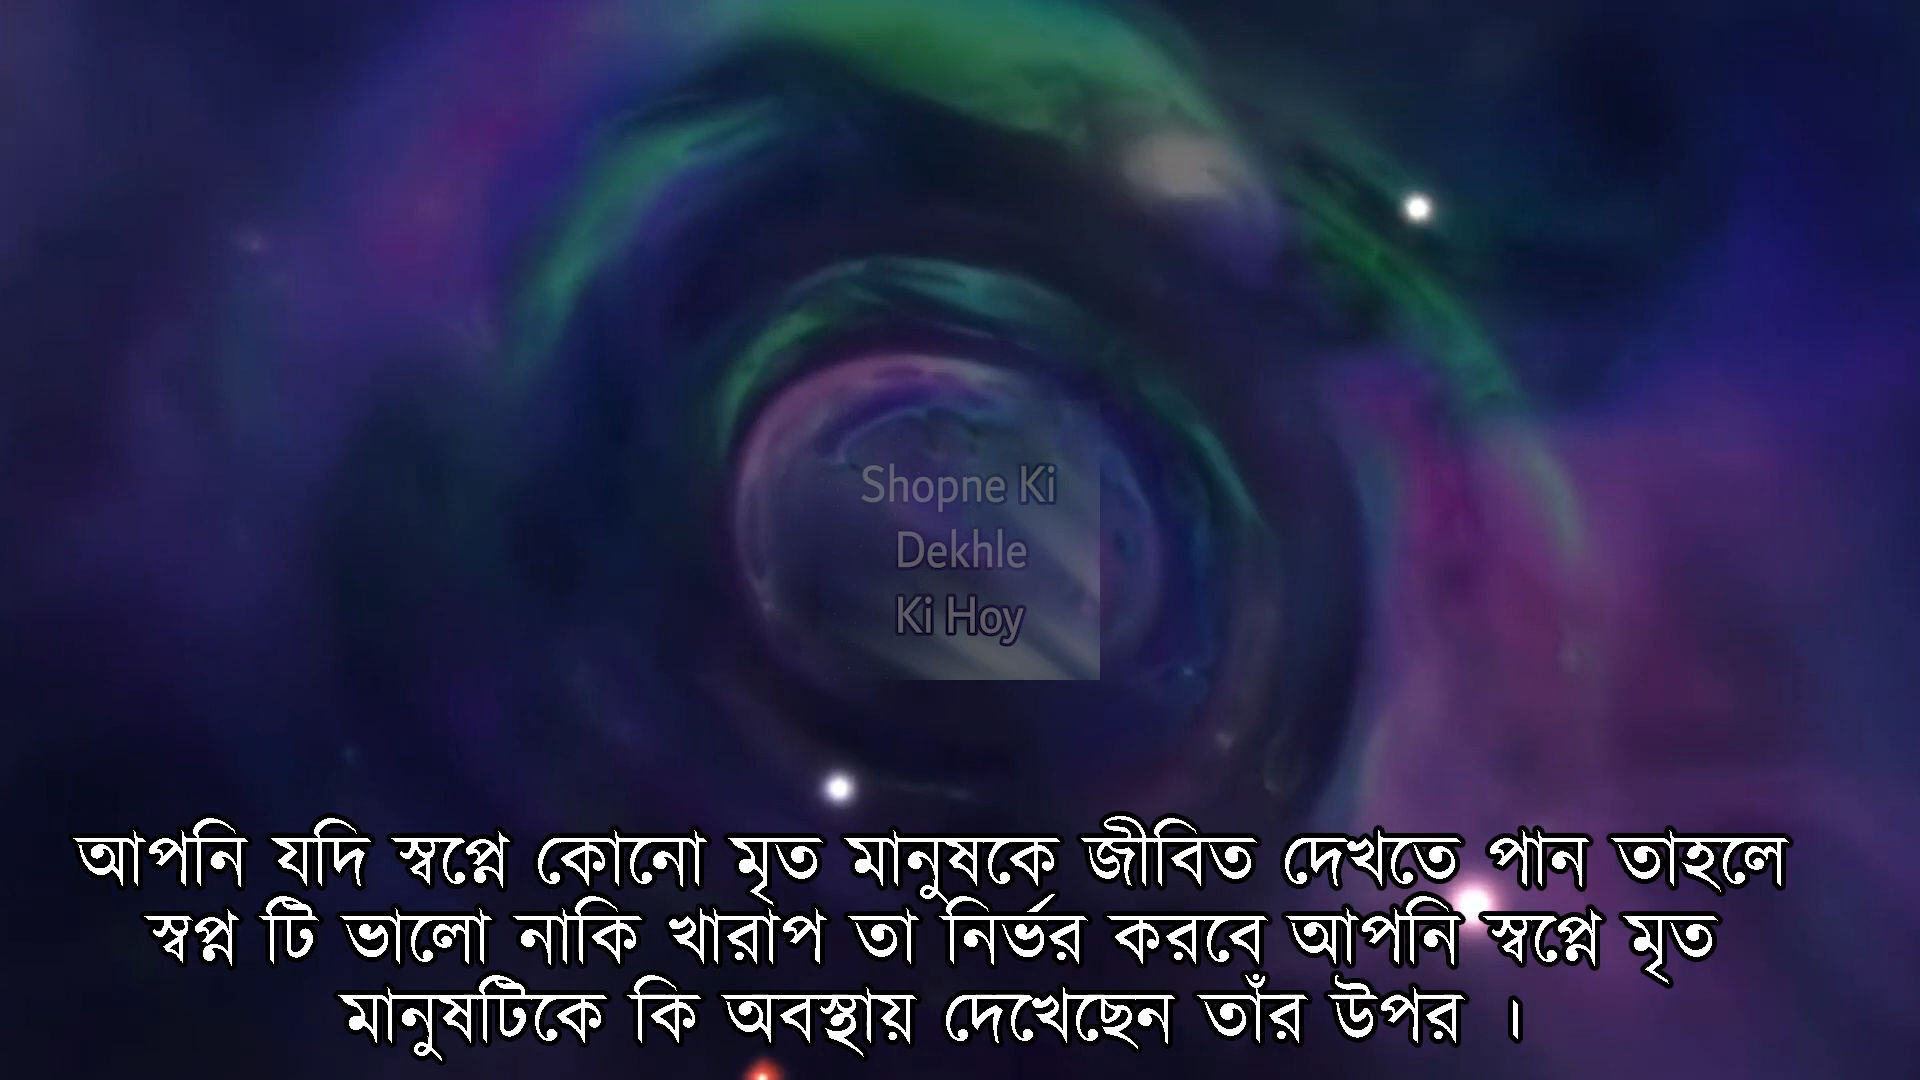 Shopne Ki
Dekhle
Ki Hoy
আপনি যদি স্বপ্নে কোনো মৃত মানুষকে জীবিত দেখতে পান তাহলে
স্বপ্ন টি ভালো নাকি খারাপ তা নির্ভর করবে আপনি স্বপ্নে মৃত
মানুষটিকে কি অবস্থায় দেখেছেন তাঁর উপর ।